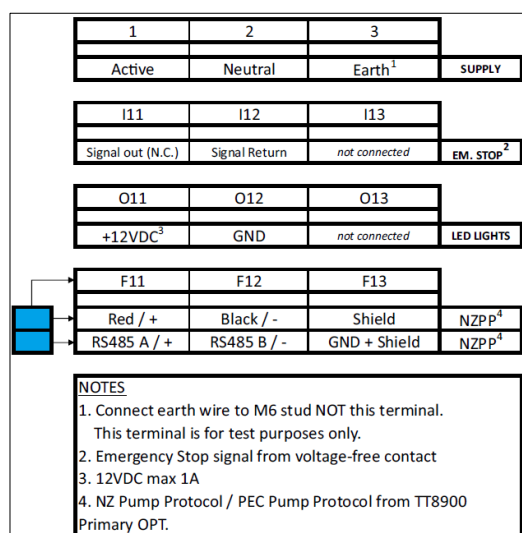 1 2 3
Active Neutral Earth1 SUPPLY
I11 I12 I13
Signal out (N.C.) Signal Return not connected EM. STOP2
O11 O12 O13
+12VDC3 GND not connected LED LIGHTS
F11 F12 F13
Red / + Black / - Shield NZPP4
RS485 A / + RS485 B / - GND + Shield NZPP4
NOTES
1. Connect earth wire to M6 stud NOT this terminal.
This terminal is for test purposes only.
2. Emergency Stop signal from voltage-free contact
3. 12VDC max 1A
4. NZ Pump Protocol / PEC Pump Protocol from TT8900
Primary OPT.